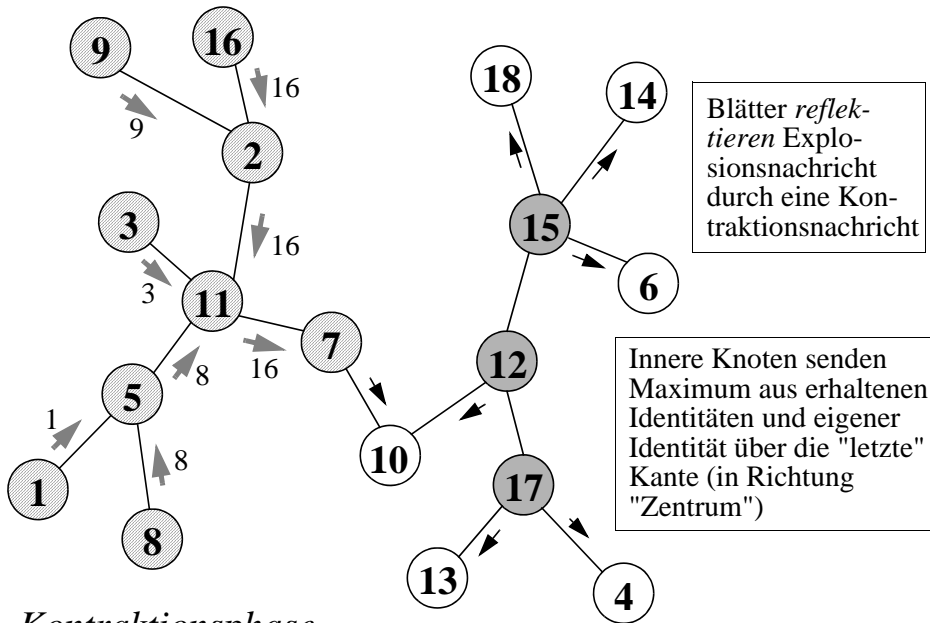 9
16
16
9
2
3
16
3
11
7
16
8
5
1
8
1
8
18
14
15
6
12
10
17
13
4
Blätter reflek-
tieren Explo-
sionsnachricht
durch eine Kon-
traktionsnachricht
Innere Knoten senden
Maximum aus erhaltenen
Identitäten und eigener
Identität über die "letzte"
Kante (in Richtung
"Zentrum")
Kontraktionsphase